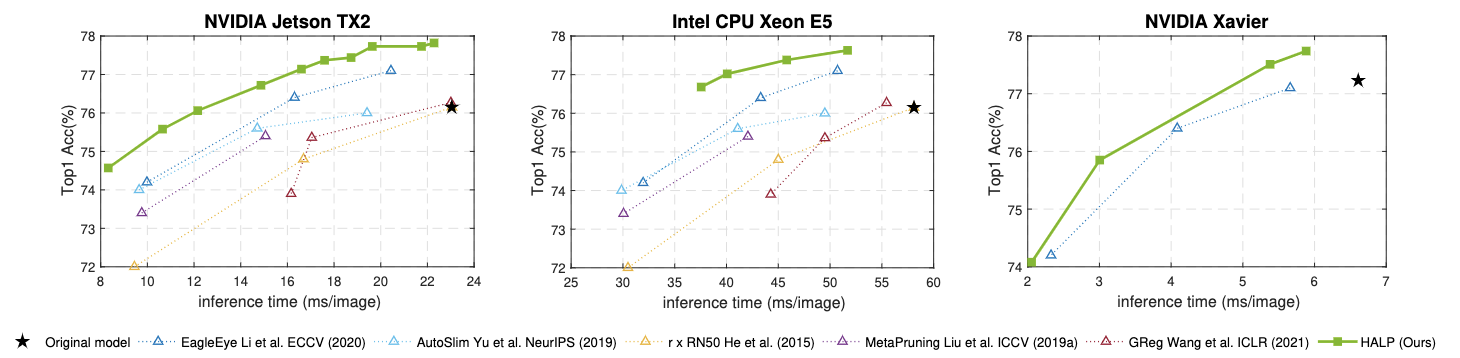 NVIDIA Jetson TX2
Top1 Acc(%)
78
77
76
75
74
73
72
8 10 12 14 16 18 20 22 24
inference time (ms/image)
Intel CPU Xeon E5
Top1 Acc(%)
78
77
76
75
74
73
72
25 30 35 40 45 50 55 60
inference time (ms/image)
NVIDIA Xavier
Top1 Acc(%)
78
77
76
75
74
2 3 4 5 6 7
inference time (ms/image)
Original model EagleEye Li et al. ECCV (2020) AutoSlim Yu et al. NeurIPS (2019) r x RN50 He et al. (2015) MetaPruning Liu et al. ICCV (2019a) GReg Wang et al. ICLR (2021) HALP (Ours)